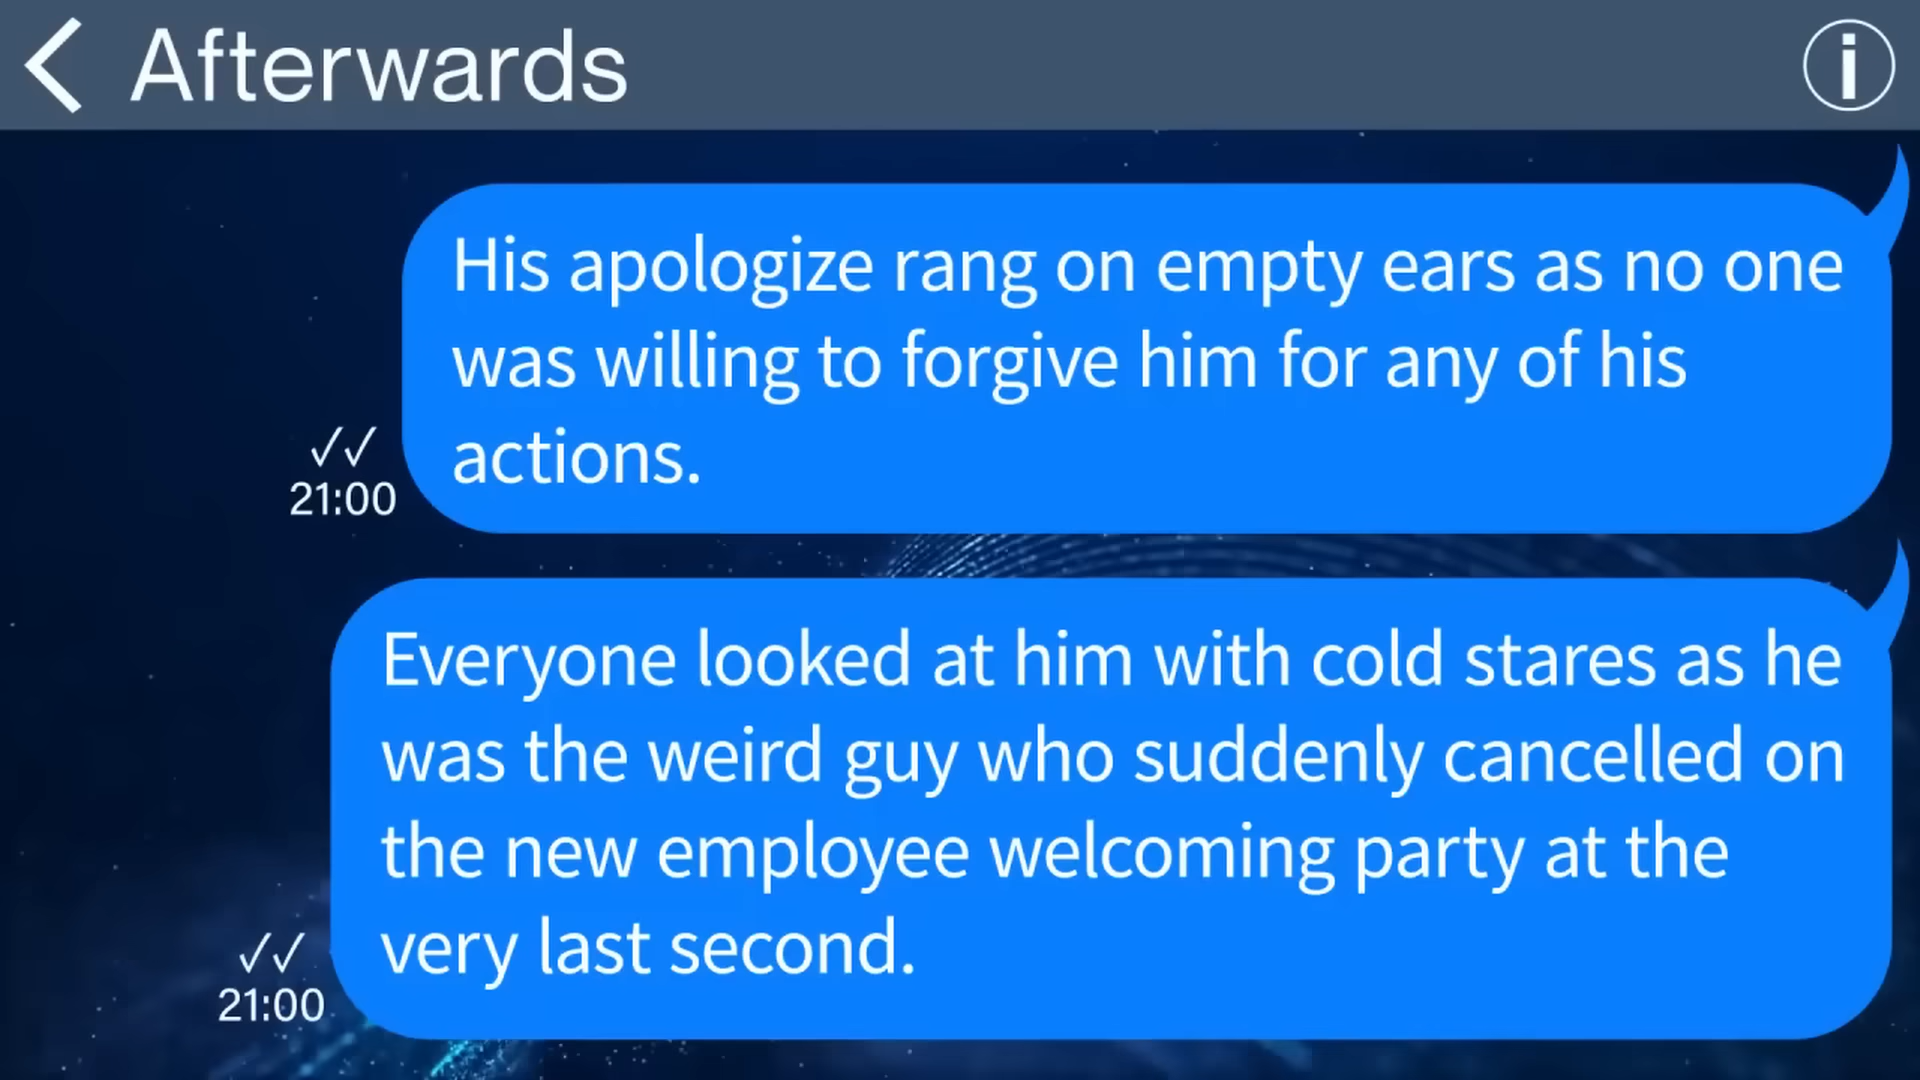 Afterwards
His apologize rang on empty ears as no one
was willing to forgive him for any of his
actions.
✓✓
21:00
Everyone looked at him with cold stares as he
was the weird guy who suddenly cancelled on
the new employee welcoming party at the
very last second.
✓✓
21:00